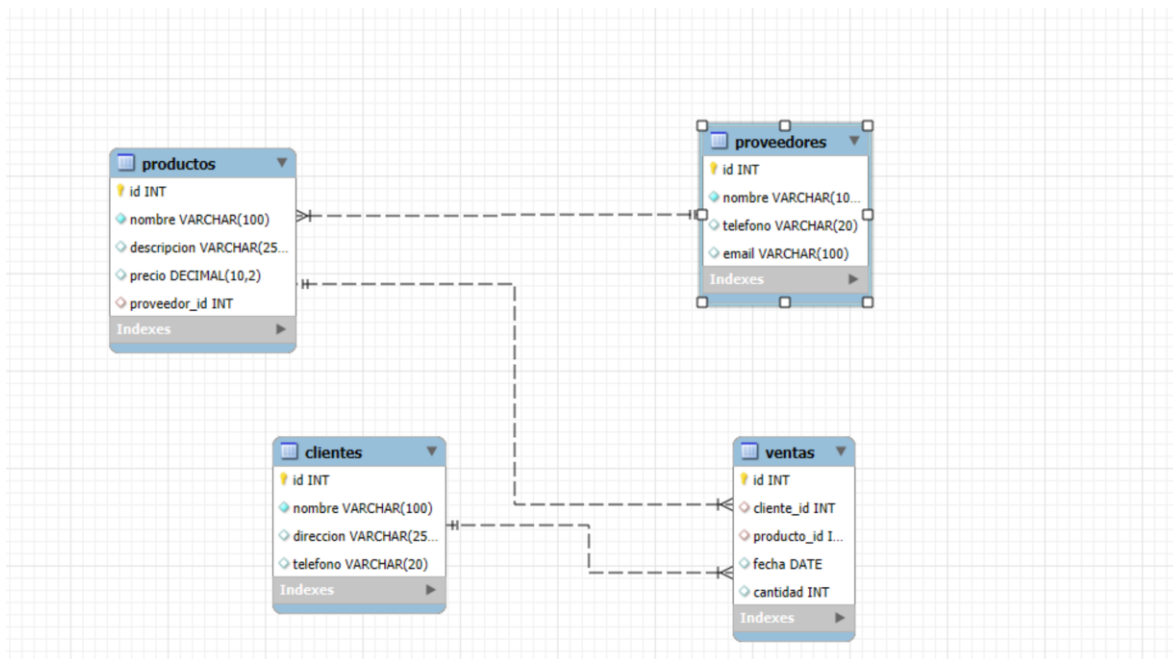 productos
id INT
nombre VARCHAR(100)
descripcion VARCHAR(25...
precio DECIMAL(10,2)
proveedor_id INT
Indexes
proveedores
id INT
nombre VARCHAR(10...
telefono VARCHAR(20)
email VARCHAR(100)
Indexes
clientes
id INT
nombre VARCHAR(100)
direccion VARCHAR(25...
telefono VARCHAR(20)
Indexes
ventas
id INT
cliente_id INT
producto_id I...
fecha DATE
cantidad INT
Indexes